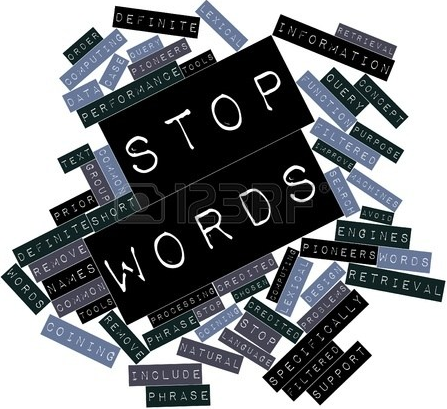 DEFINITE
LEXICAL
ORDER
COMPUTING
QUERY
PIONEERS
CASE
DATA
TOOLS
PERFORMANCE
INFORMATION
RETRIEVAL
STOP
CONCEPT
QUERY
FUNCTION
PURPOSE
FILTERED
IMPROVE
TEXT
COMMON
GROUP
MACHINES
SEARCH
PRIOR
SHORT
DEFINITE
AVOID
ENGINES
WORDS
123RF
REMOVE
NAMES
WORDS
COMMON
TOOLS
PIONEERS
WORDS
RETRIEVAL
CREDITED
PROCESSING
CHOSEN
STOP
PHRASE
COINING
REMOVE
COINING
COMPUTING
LEXICAL
DESIGN
PROBLEMS
CREDITED
STOP
LANGUAGE
NATURAL
SPECIFICALLY
FILTERED
SUPPORT
INCLUDE
PHRASE